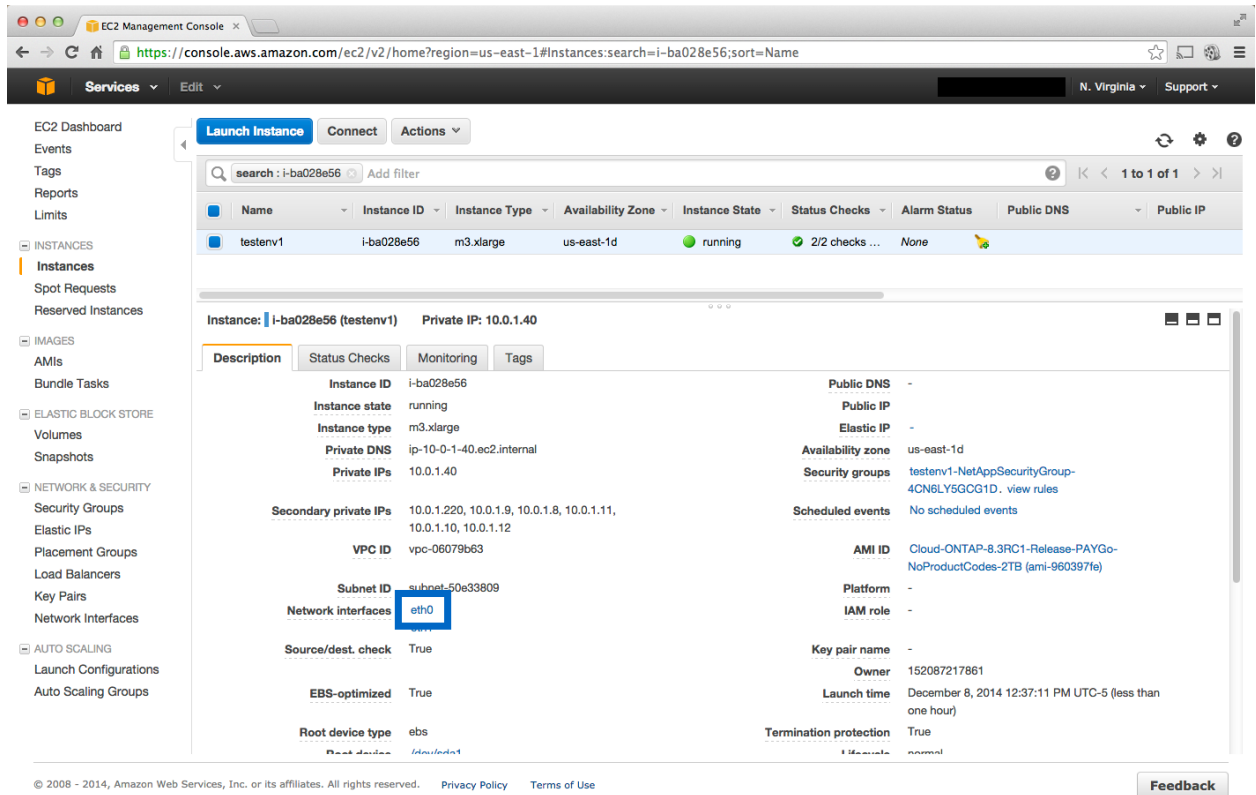 EC2 Management Console ×
https://console.aws.amazon.com/ec2/v2/home?region=us-east-1#Instances:search=i-ba028e56;sort=Name
Services Edit N. Virginia Support
EC2 Dashboard
Events
Tags
Reports
Limits
INSTANCES
Instances
Spot Requests
Reserved Instances
IMAGES
AMIs
Bundle Tasks
ELASTIC BLOCK STORE
Volumes
Snapshots
NETWORK & SECURITY
Security Groups
Elastic IPs
Placement Groups
Load Balancers
Key Pairs
Network Interfaces
AUTO SCALING
Launch Configurations
Auto Scaling Groups
Launch Instance Connect Actions
search : i-ba028e56 Add filter 1 to 1 of 1
Name Instance ID Instance Type Availability Zone Instance State Status Checks Alarm Status Public DNS Public IP
testenv1 i-ba028e56 m3.xlarge us-east-1d running 2/2 checks ... None
Instance: i-ba028e56 (testenv1) Private IP: 10.0.1.40
Description Status Checks Monitoring Tags
Instance ID i-ba028e56
Instance state running
Instance type m3.xlarge
Private DNS ip-10-0-1-40.ec2.internal
Private IPs 10.0.1.40
Secondary private IPs 10.0.1.220, 10.0.1.9, 10.0.1.8, 10.0.1.11,
10.0.1.10, 10.0.1.12
VPC ID vpc-06079b63
Subnet ID subnet-50e33809
Network interfaces eth0
Source/dest. check True
EBS-optimized True
Root device type ebs
Root device /dev/sda1
Public DNS -
Public IP
Elastic IP -
Availability zone us-east-1d
Security groups testenv1-NetAppSecurityGroup-
4CN6LY5GCG1D. view rules
Scheduled events No scheduled events
AMI ID Cloud-ONTAP-8.3RC1-Release-PAYGo-
NoProductCodes-2TB (ami-960397fe)
Platform -
IAM role -
Key pair name -
Owner 152087217861
Launch time December 8, 2014 12:37:11 PM UTC-5 (less than
one hour)
Termination protection True
Lifecycle normal
© 2008 - 2014, Amazon Web Services, Inc. or its affiliates. All rights reserved. Privacy Policy Terms of Use Feedback